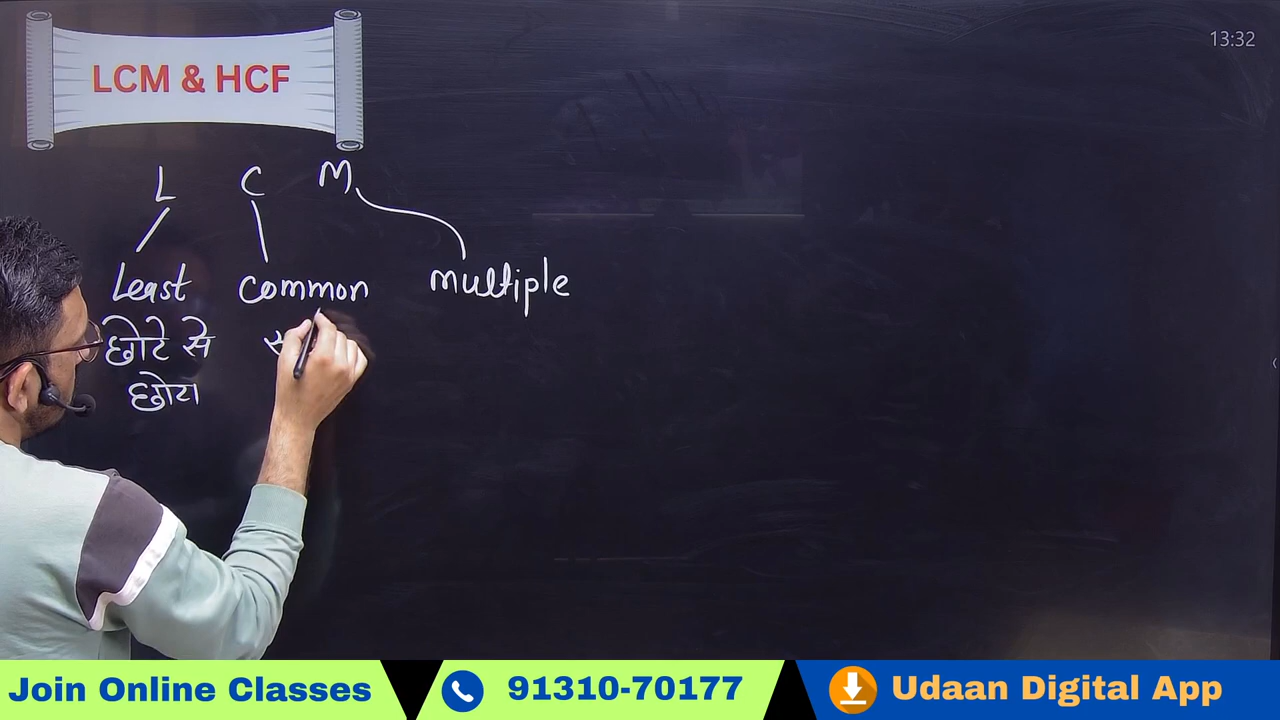 LCM & HCF
13:32
L C M
Least common multiple
छोटे से
छोटा
Join Online Classes
91310-70177
Udaan Digital App